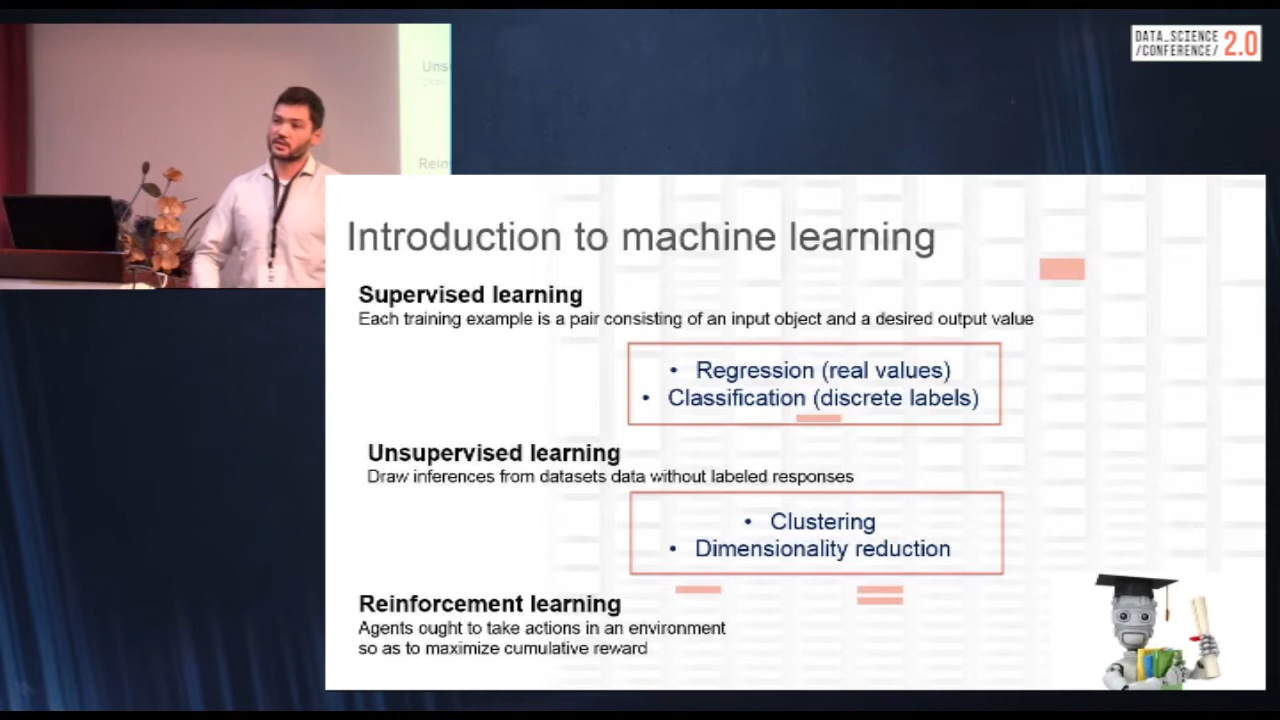 DATA_SCIENCE
/CONFERENCE/ 2.0
Uns
Rein
Introduction to machine learning
Supervised learning
Each training example is a pair consisting of an input object and a desired output value
• Regression (real values)
• Classification (discrete labels)
Unsupervised learning
Draw inferences from datasets data without labeled responses
• Clustering
• Dimensionality reduction
Reinforcement learning
Agents ought to take actions in an environment
so as to maximize cumulative reward